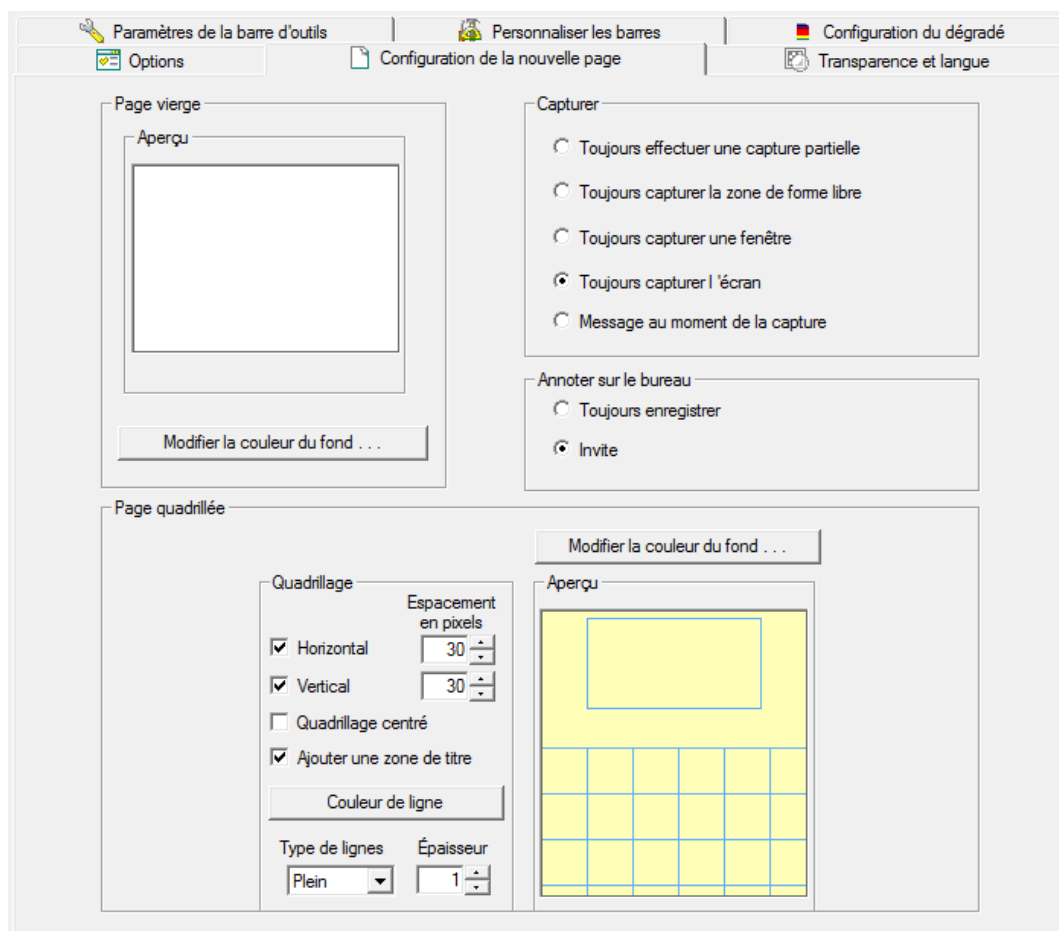 Paramètres de la barre d'outils
Personnaliser les barres
Configuration du dégradé
Options
Configuration de la nouvelle page
Transparence et langue
Page vierge
Aperçu
Modifier la couleur du fond . . .
Capturer
Toujours effectuer une capture partielle
Toujours capturer la zone de forme libre
Toujours capturer une fenêtre
Toujours capturer l 'écran
Message au moment de la capture
Annoter sur le bureau
Toujours enregistrer
Invite
Page quadrillée
Modifier la couleur du fond . . .
Quadrillage
Espacement
en pixels
Horizontal 30
Vertical 30
Quadrillage centré
Ajouter une zone de titre
Couleur de ligne
Type de lignes Épaisseur
Plein 1
Aperçu